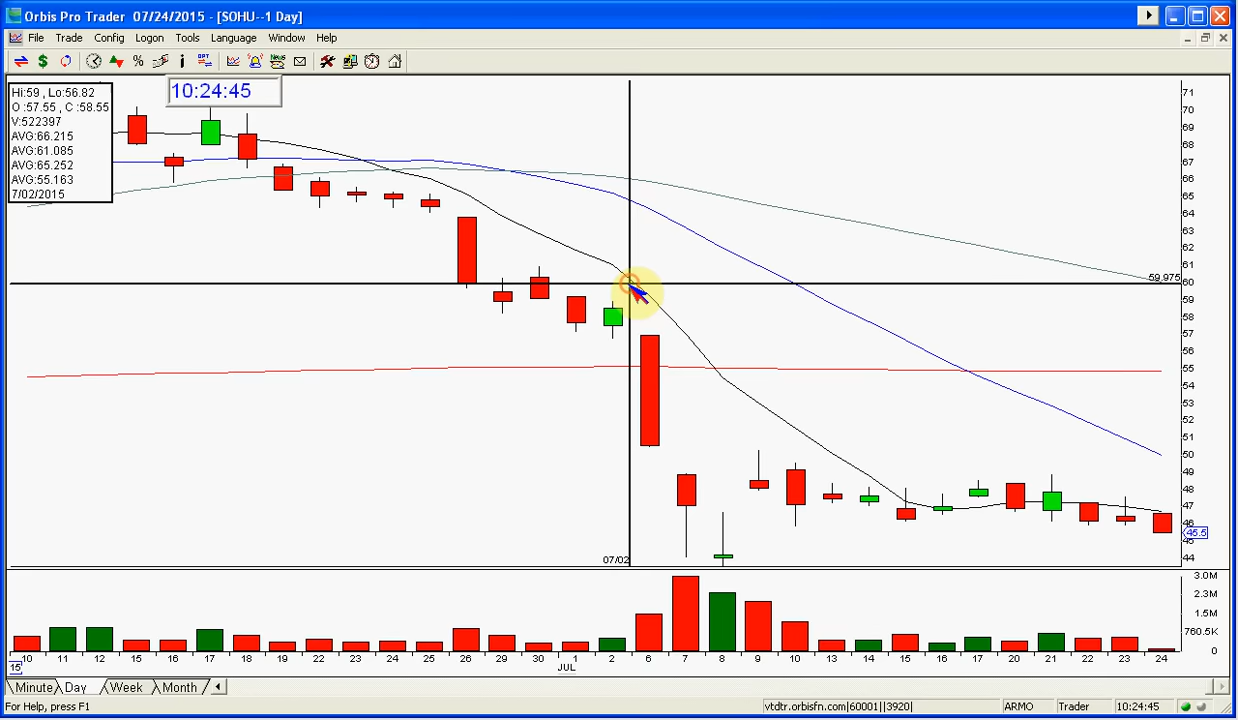 Orbis Pro Trader 07/24/2015 - [SOHU--1 Day]
File Trade Config Logon Tools Language Window Help
Hi:59 , Lo:56.82
O :57.55 , C :58.55
V:522397
AVG:66.215
AVG:61.085
AVG:65.252
AVG:55.163
7/02/2015
10:24:45
71
70
69
68
67
66
65
64
63
62
61
59.975
60
59
58
57
56
55
54
53
52
51
50
49
48
47
46
45.5
45
44
07/02
3.0M
2.3M
1.5M
760.5K
0
10 11 12 15 16 17 18 19 22 23 24 25 26 29 30 1 2 6 7 8 9 10 13 14 15 16 17 20 21 22 23 24
15 JUL
Minute Day Week Month
For Help, press F1 vtdtr.orbisfn.com|60001||3920| ARMO Trader 10:24:45